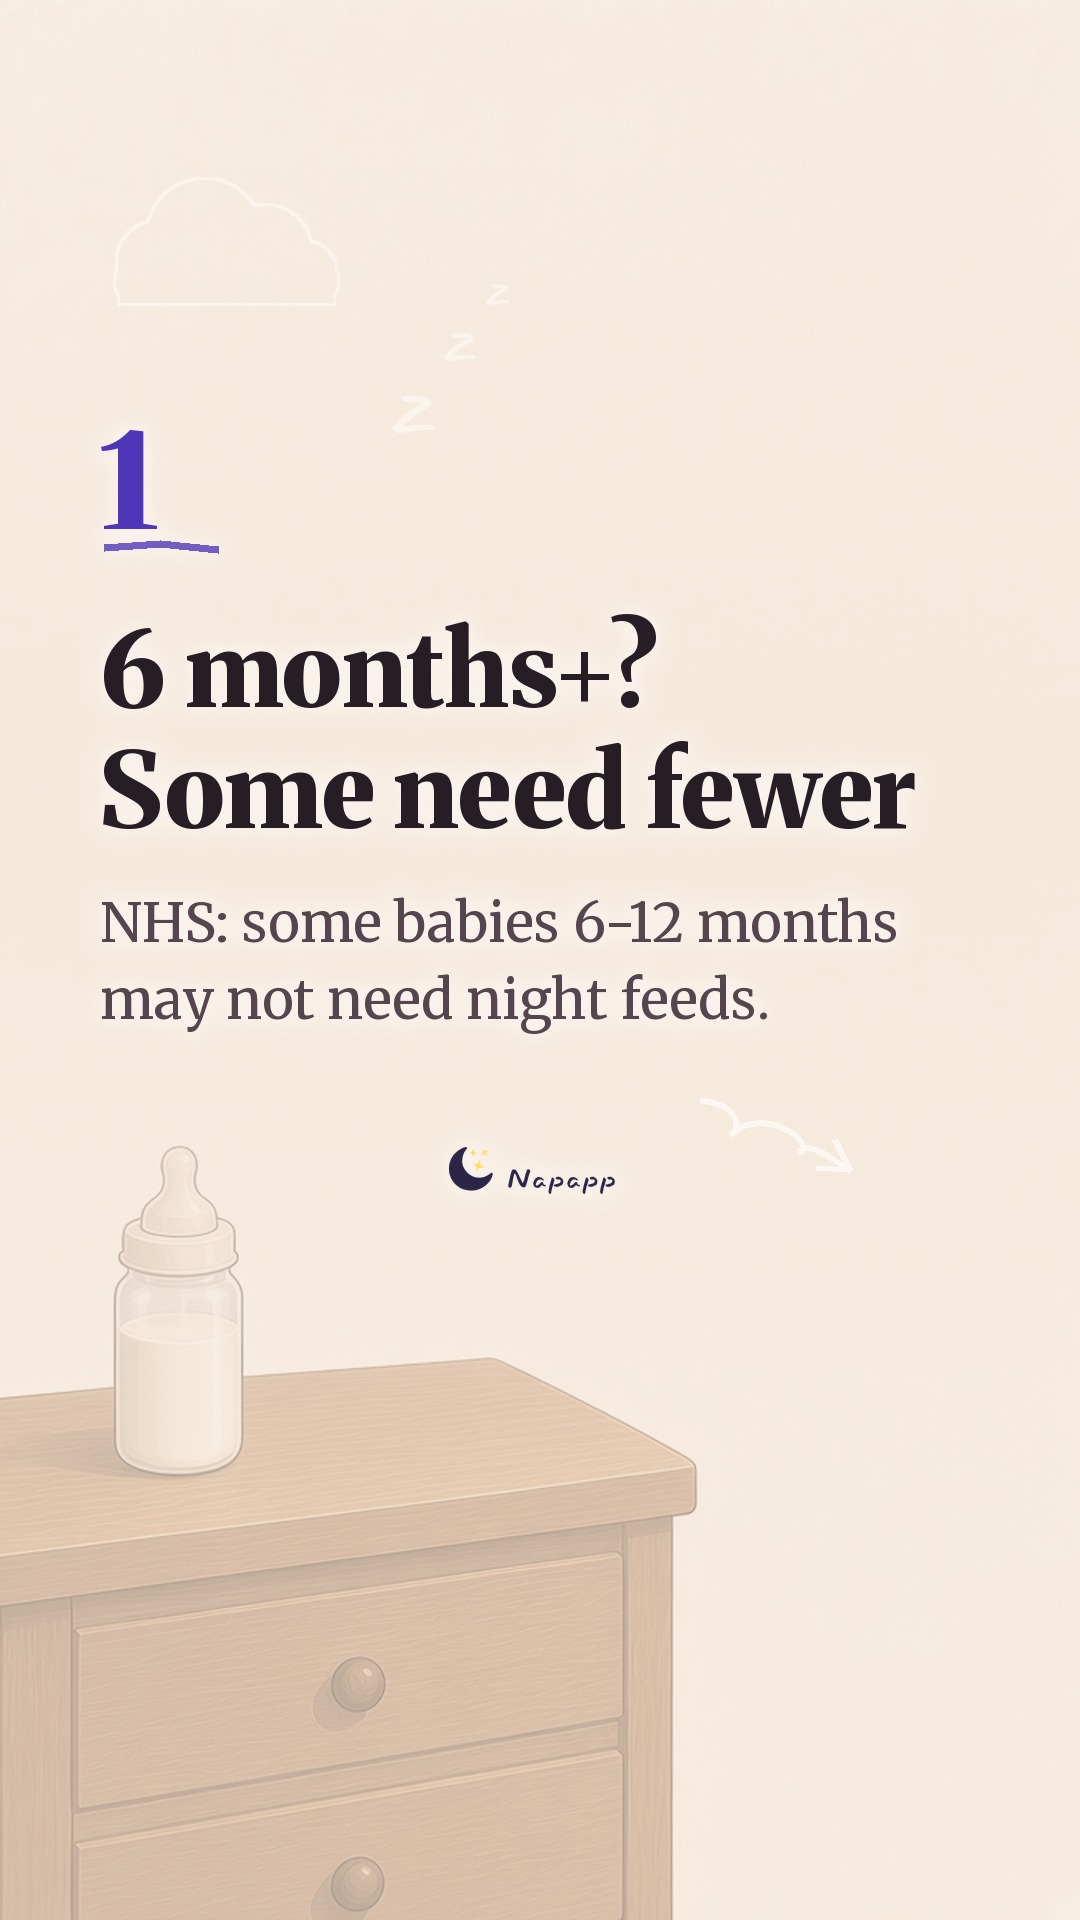 z
z
z
1
6 months+?
Some need fewer
NHS: some babies 6-12 months
may not need night feeds.
Napapp